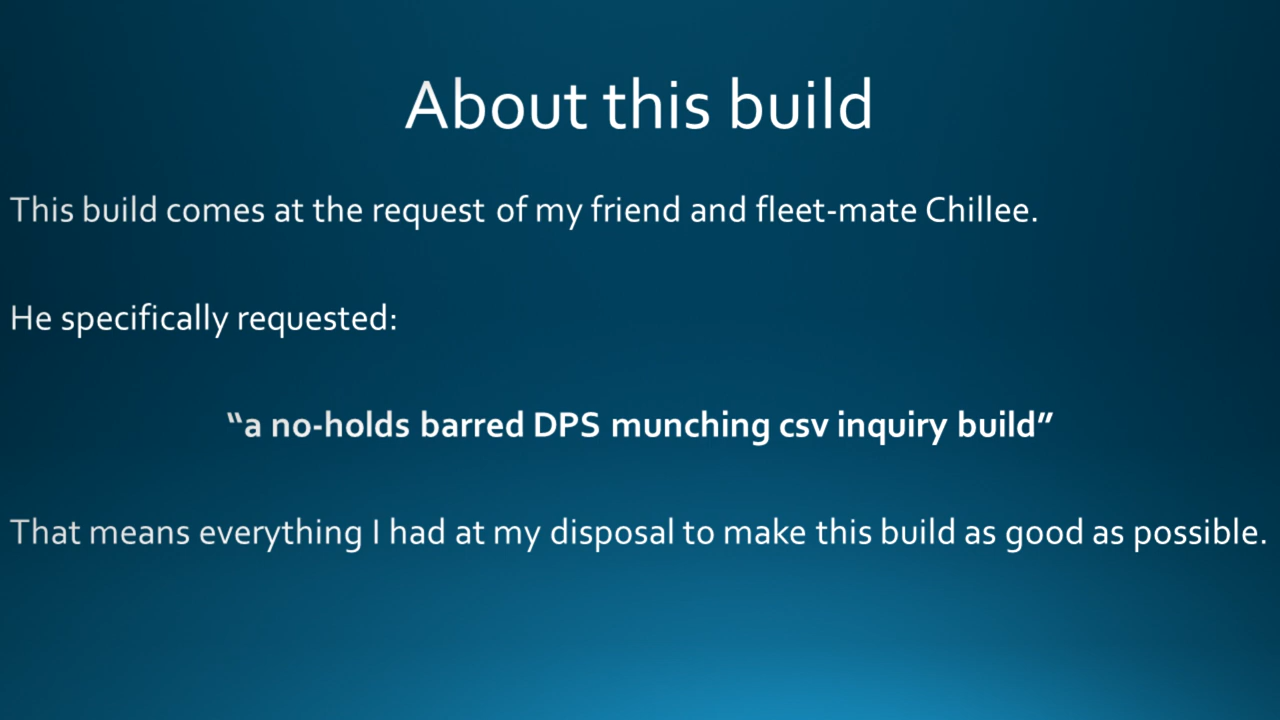 About this build
This build comes at the request of my friend and fleet-mate Chillee.
He specifically requested:
“a no-holds barred DPS munching csv inquiry build”
That means everything I had at my disposal to make this build as good as possible.